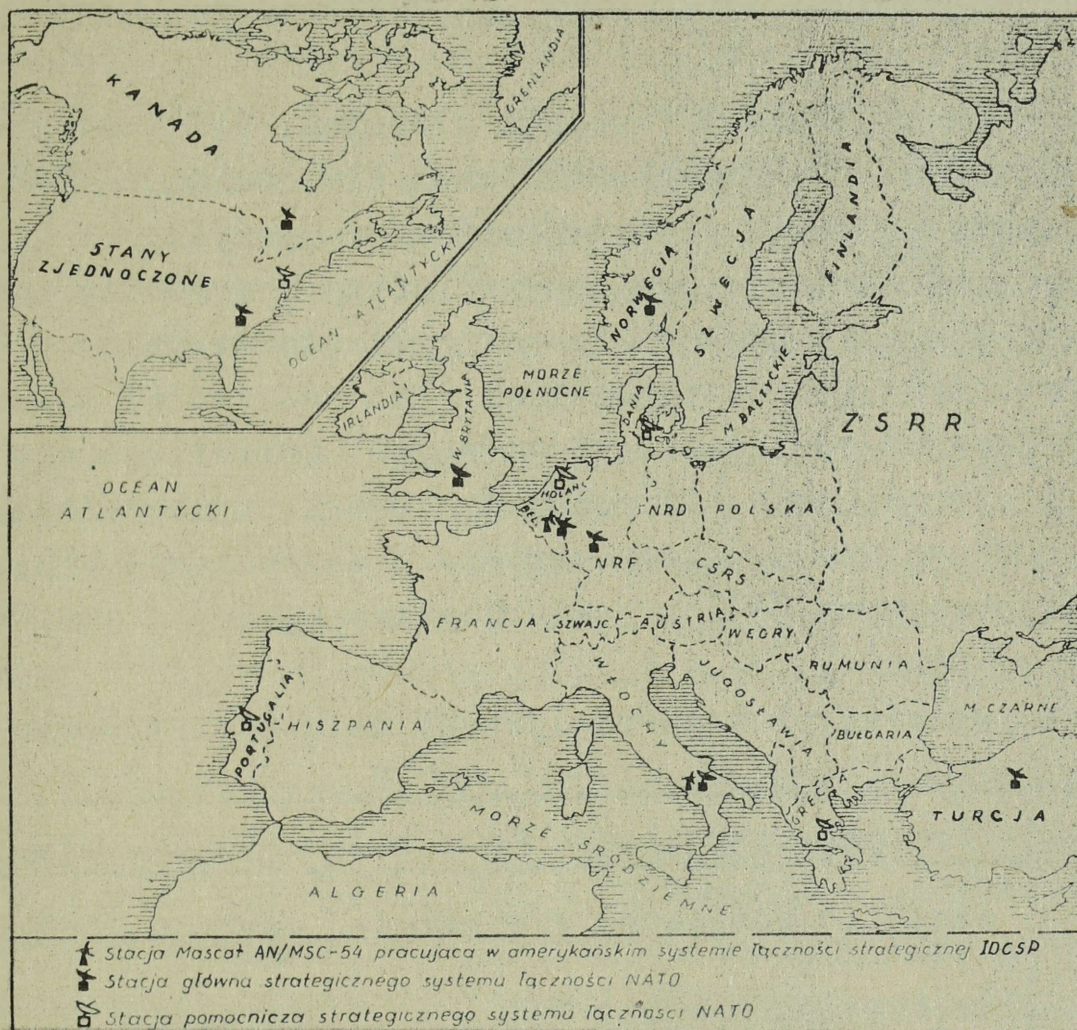 KANADA
GRENLANDIA
STANY
ZJEDNOCZONE
OCEAN ATLANTYCKI
NORWEGIA
SZWECJA
FINLANDIA
MORZE
PÓŁNOCNE
IRLANDIA
W BRYTANIA
DANIA
M BAŁTYCKIE
ZSRR
OCEAN
ATLANTYCKI
HOLAN
BEL
NRD
POLSKA
NRF
CSRS
FRANCJA
SZWAJC
AUSTRIA
WĘGRY
RUMUNIA
WŁOCHY
JUGOSŁAWIA
M CZARNE
BUŁGARIA
PORTUGALIA
HISZPANIA
GRECJA
TURCJA
MORZE ŚRÓDZIEMNE
ALGERIA
Stacja Mascot AN/MSC-54 pracująca w amerykańskim systemie łączności strategicznej IDCSP
Stacja główna strategicznego systemu łączności NATO
Stacja pomocnicza strategicznego systemu łączności NATO